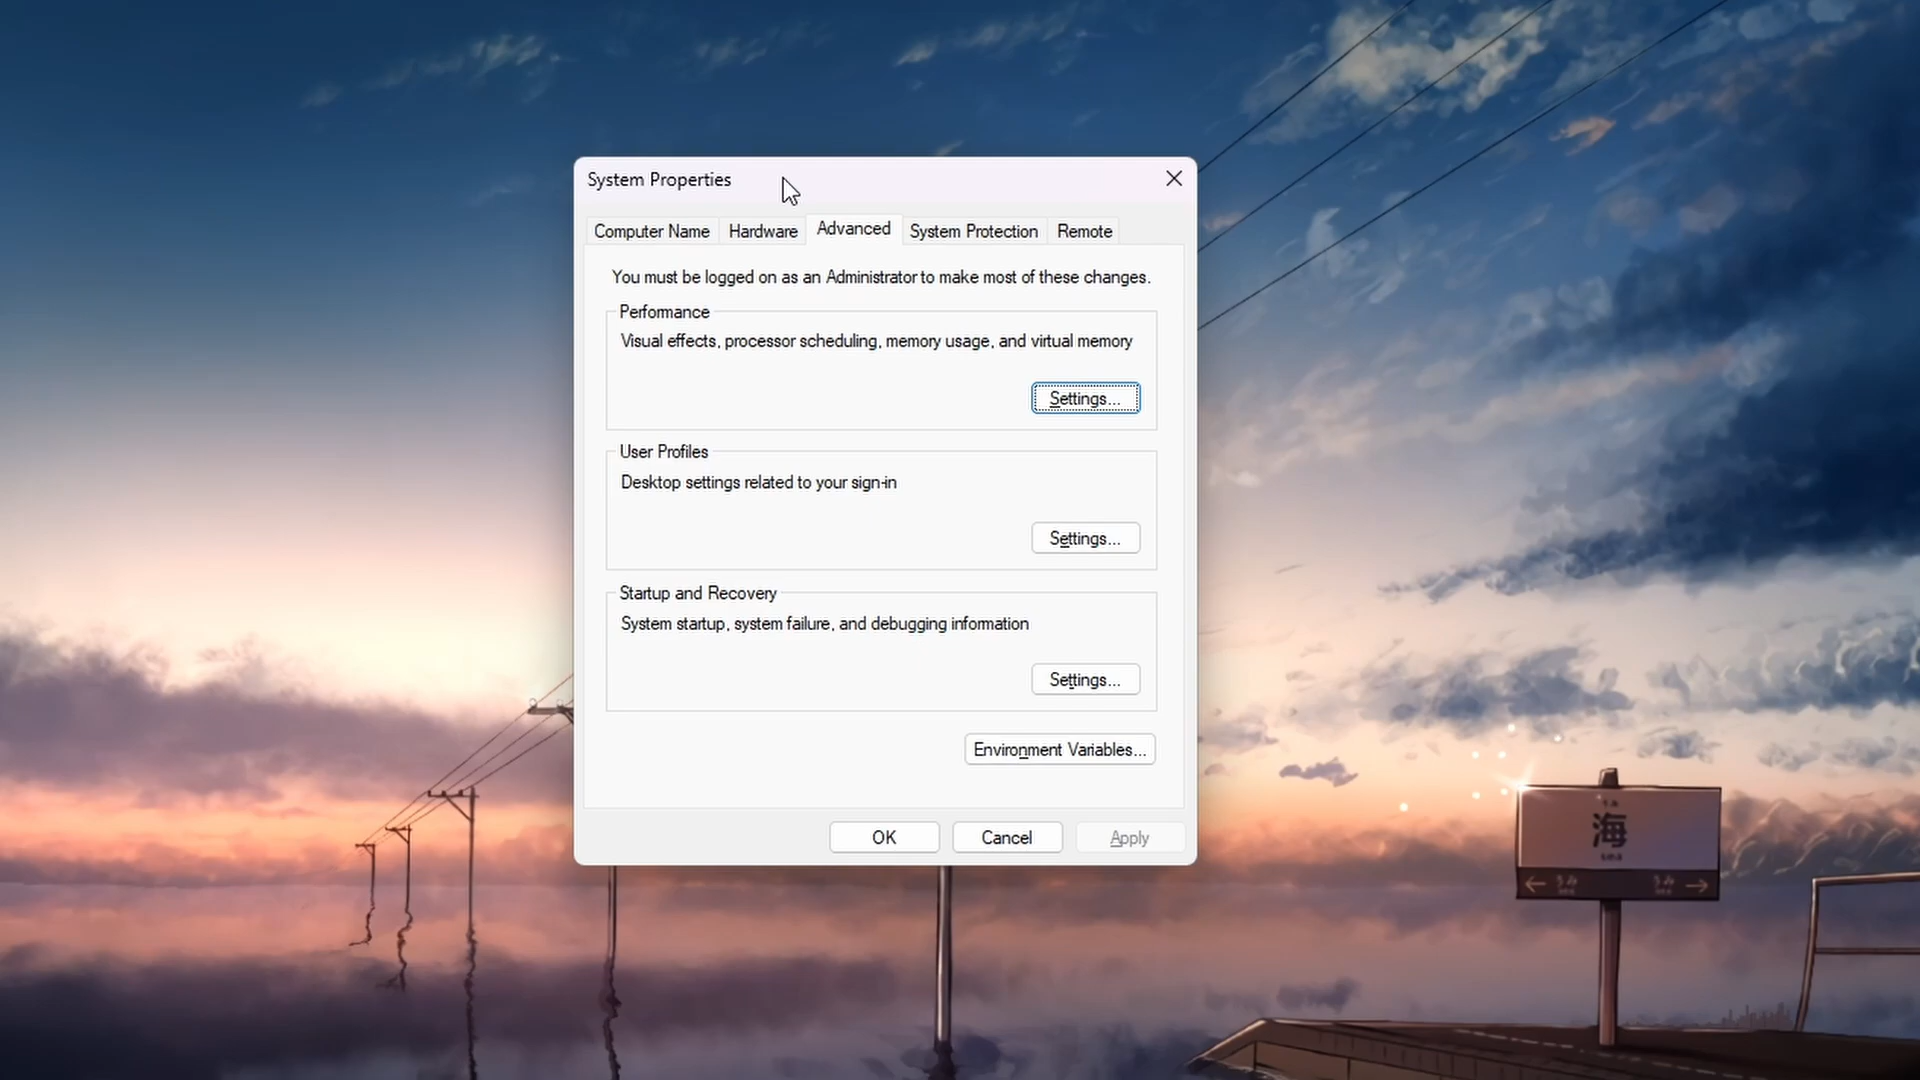 System Properties
Computer Name
Hardware
Advanced
System Protection
Remote
You must be logged on as an Administrator to make most of these changes.
Performance
Visual effects, processor scheduling, memory usage, and virtual memory
Settings...
User Profiles
Desktop settings related to your sign-in
Settings...
Startup and Recovery
System startup, system failure, and debugging information
Settings...
Environment Variables...
OK
Cancel
Apply
海